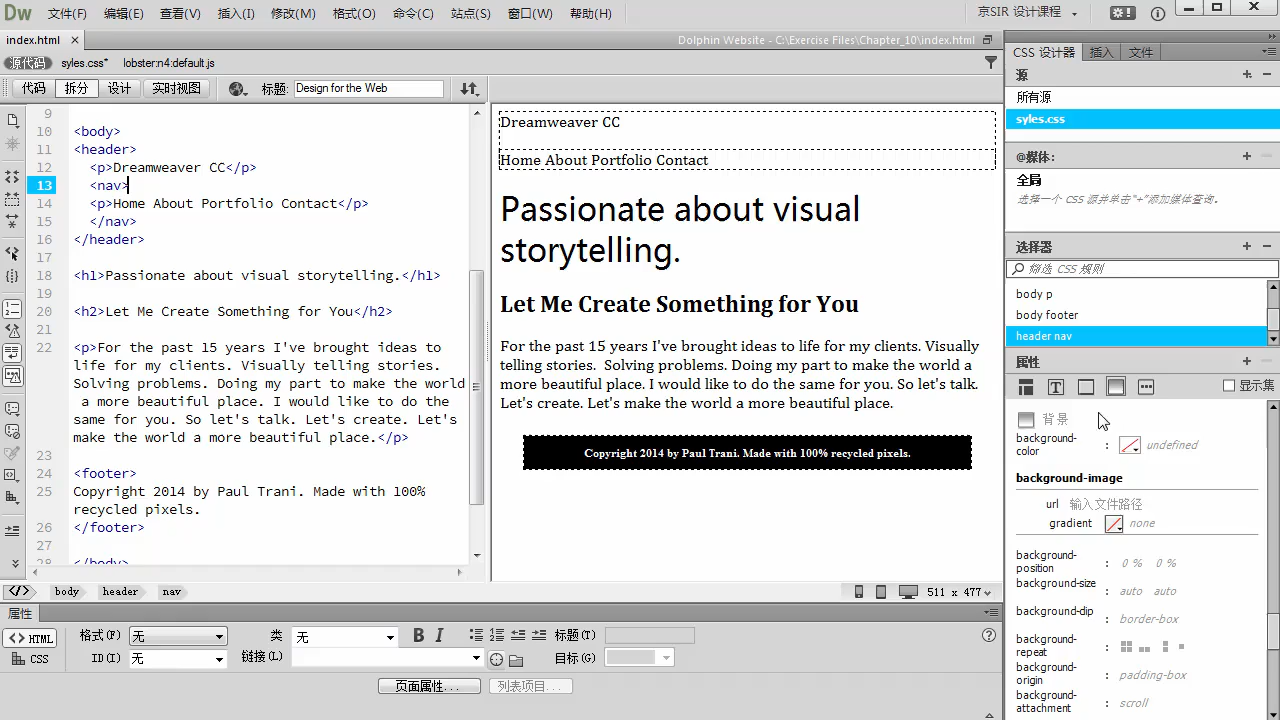 Dw 文件(F) 编辑(E) 查看(V) 插入(I) 修改(M) 格式(O) 命令(C) 站点(S) 窗口(W) 帮助(H) 京SIR 设计课程
index.html × Dolphin Website - C:\Exercise Files\Chapter_10\index.html
源代码 syles.css* lobster:n4:default.js
代码 拆分 设计 实时视图 标题: Design for the Web
9
10 <body>
11 <header>
12 <p>Dreamweaver CC</p>
13 <nav>
14 <p>Home About Portfolio Contact</p>
15 </nav>
16 </header>
17
18 <h1>Passionate about visual storytelling.</h1>
19
20 <h2>Let Me Create Something for You</h2>
21
22 <p>For the past 15 years I've brought ideas to
life for my clients. Visually telling stories.
Solving problems. Doing my part to make the world
a more beautiful place. I would like to do the
same for you. So let's talk. Let's create. Let's
make the world a more beautiful place.</p>
23
24 <footer>
25 Copyright 2014 by Paul Trani. Made with 100%
recycled pixels.
26 </footer>
27
28 </body>
Dreamweaver CC
Home About Portfolio Contact
Passionate about visual
storytelling.
Let Me Create Something for You
For the past 15 years I've brought ideas to life for my clients. Visually
telling stories. Solving problems. Doing my part to make the world a
more beautiful place. I would like to do the same for you. So let's talk.
Let's create. Let's make the world a more beautiful place.
Copyright 2014 by Paul Trani. Made with 100% recycled pixels.
body header nav 511 x 477
属性
<> HTML 格式(F) 无 类 无 B I 标题(T)
CSS ID(I) 无 链接(L) 目标(G)
页面属性... 列表项目...
CSS 设计器 插入 文件
源
所有源
syles.css
@媒体:
全局
选择一个 CSS 源并单击"+"添加媒体查询。
选择器
筛选 CSS 规则
body p
body footer
header nav
属性
显示集
背景
background-
color : undefined
background-image
url 输入文件路径
gradient none
background-
position : 0 % 0 %
background-size : auto auto
background-dip : border-box
background-
repeat :
background-
origin : padding-box
background-
attachment : scroll